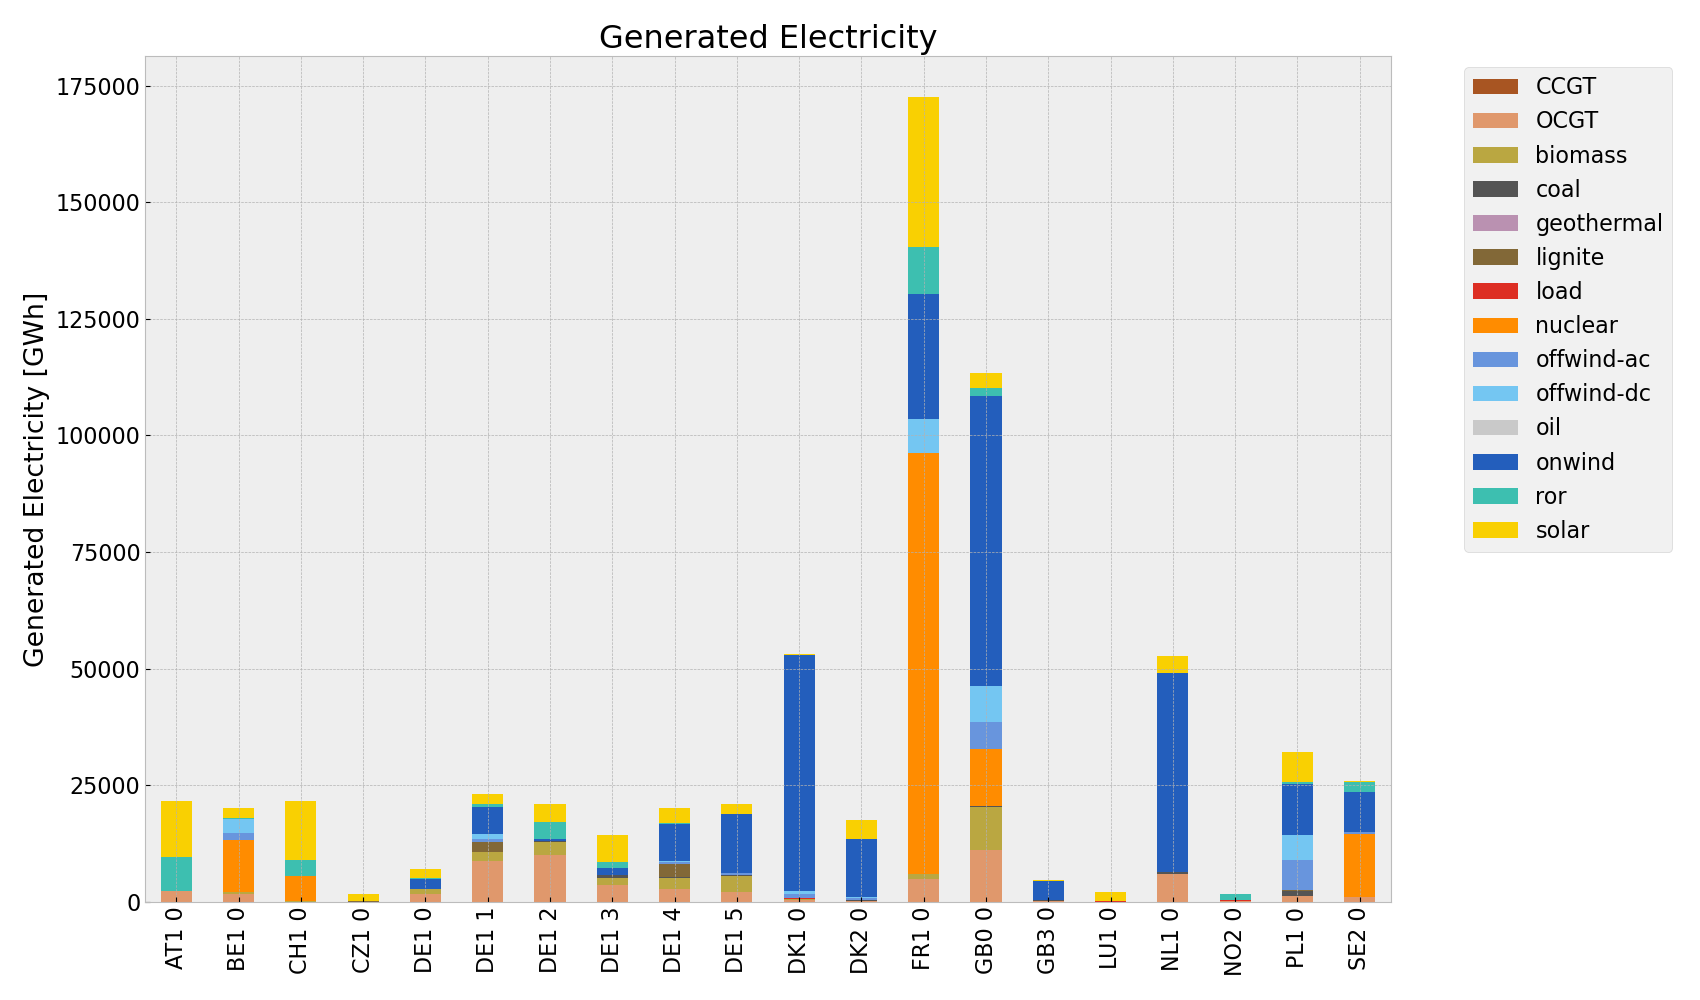 Generated Electricity
Generated Electricity [GWh]
175000
150000
125000
100000
75000
50000
25000
0
AT1 0
BE1 0
CH1 0
CZ1 0
DE1 0
DE1 1
DE1 2
DE1 3
DE1 4
DE1 5
DK1 0
DK2 0
FR1 0
GB0 0
GB3 0
LU1 0
NL1 0
NO2 0
PL1 0
SE2 0
CCGT
OCGT
biomass
coal
geothermal
lignite
load
nuclear
offwind-ac
offwind-dc
oil
onwind
ror
solar